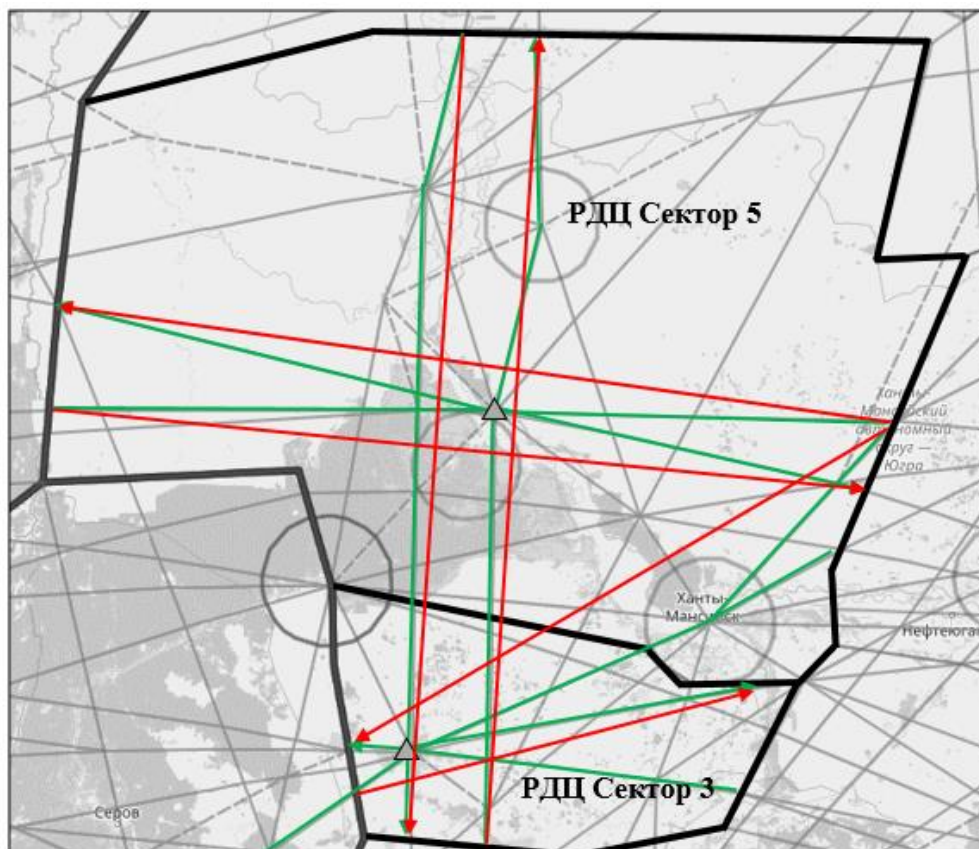 РДЦ Сектор 5
Ханты-
Мансийский
автономный
округ —
Югра
Ханты-
Мансийск
Нефтеюган
РДЦ Сектор 3
Серов